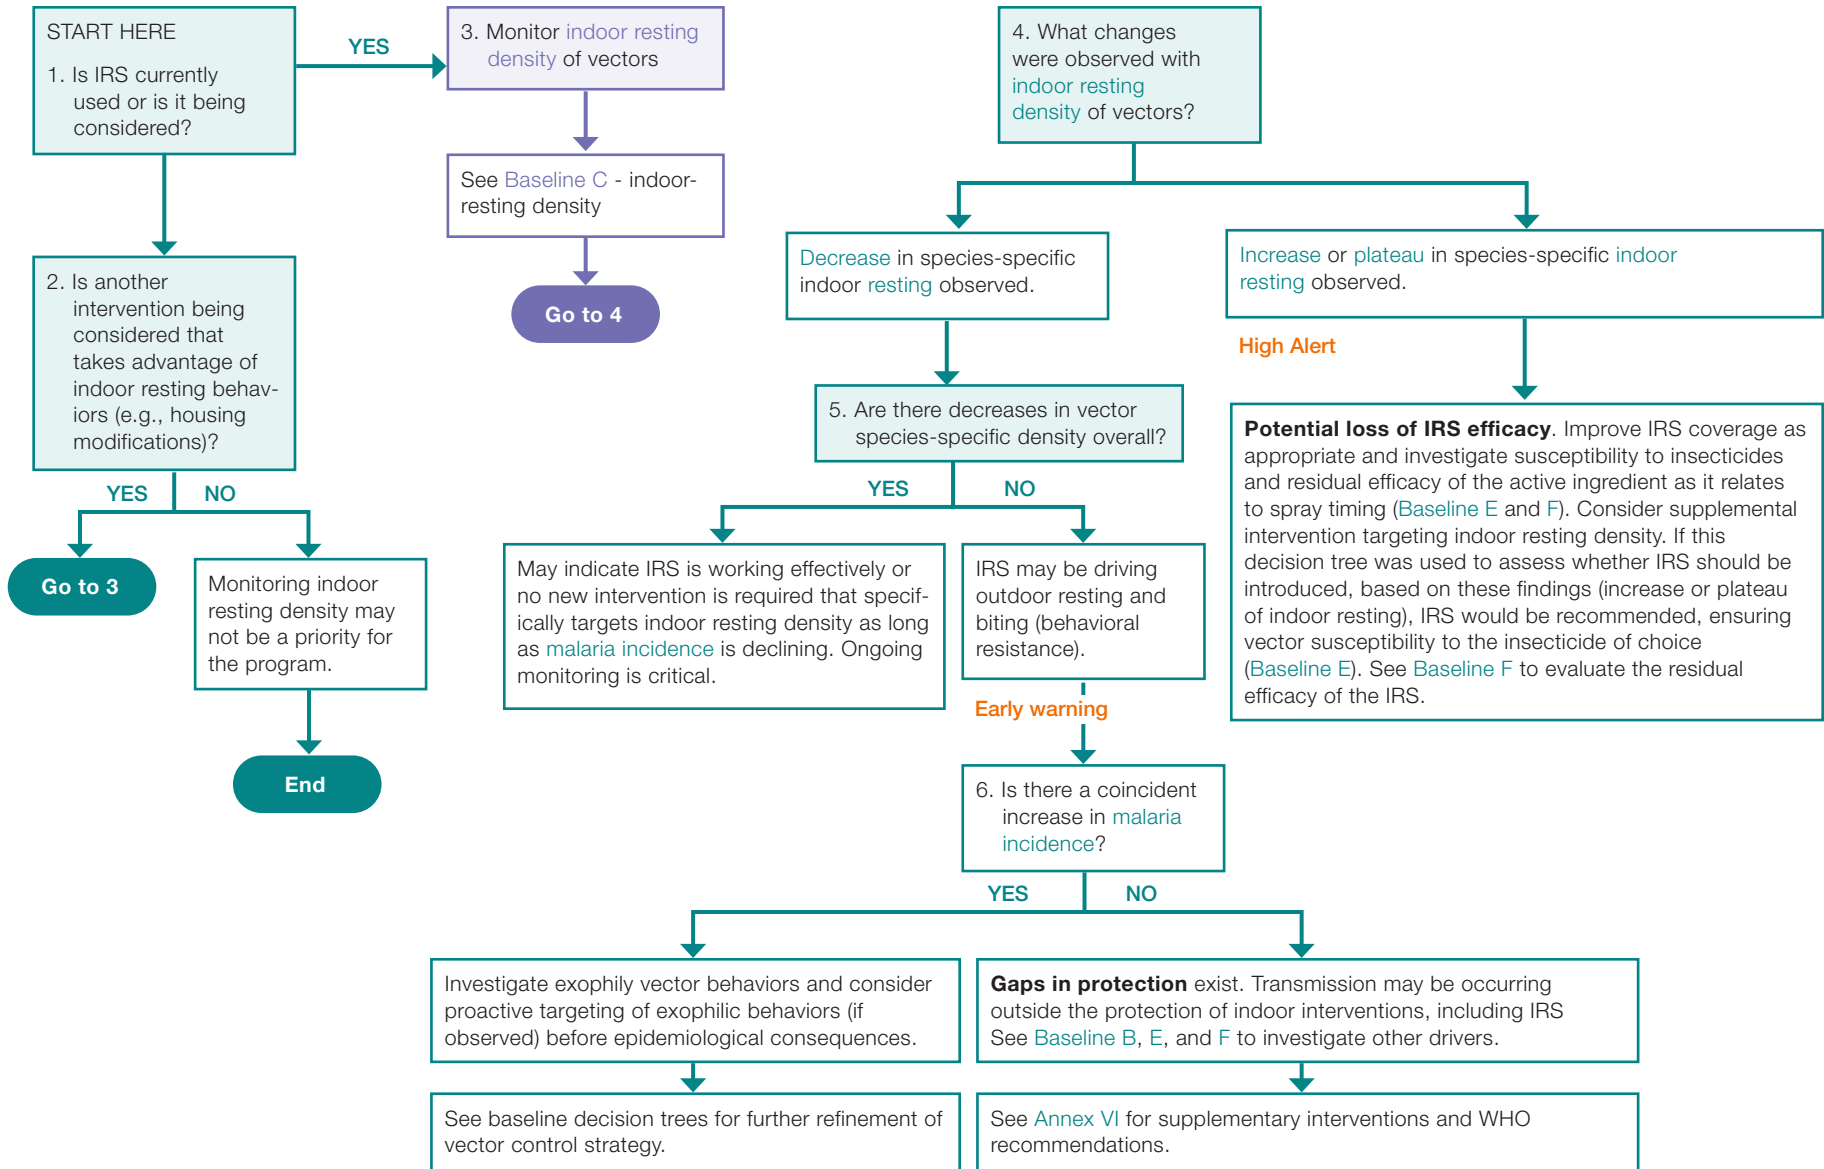 START HERE
1. Is IRS currently
used or is it being
considered?
YES
2. Is another
intervention being
considered that
takes advantage of
indoor resting behav-
iors (e.g., housing
modifications)?
YES
NO
Go to 3
Monitoring indoor
resting density may
not be a priority for
the program.
End
3. Monitor indoor resting
density of vectors
See Baseline C - indoor-
resting density
Go to 4
4. What changes
were observed with
indoor resting
density of vectors?
Decrease in species-specific
indoor resting observed.
Increase or plateau in species-specific indoor
resting observed.
High Alert
Potential loss of IRS efficacy. Improve IRS coverage as
appropriate and investigate susceptibility to insecticides
and residual efficacy of the active ingredient as it relates
to spray timing (Baseline E and F). Consider supplemental
intervention targeting indoor resting density. If this
decision tree was used to assess whether IRS should be
introduced, based on these findings (increase or plateau
of indoor resting), IRS would be recommended, ensuring
vector susceptibility to the insecticide of choice
(Baseline E). See Baseline F to evaluate the residual
efficacy of the IRS.
5. Are there decreases in vector
species-specific density overall?
YES
NO
May indicate IRS is working effectively or
no new intervention is required that specif-
ically targets indoor resting density as long
as malaria incidence is declining. Ongoing
monitoring is critical.
IRS may be driving
outdoor resting and
biting (behavioral
resistance).
Early warning
6. Is there a coincident
increase in malaria
incidence?
YES
NO
Investigate exophily vector behaviors and consider
proactive targeting of exophilic behaviors (if
observed) before epidemiological consequences.
See baseline decision trees for further refinement of
vector control strategy.
Gaps in protection exist. Transmission may be occurring
outside the protection of indoor interventions, including IRS
See Baseline B, E, and F to investigate other drivers.
See Annex VI for supplementary interventions and WHO
recommendations.